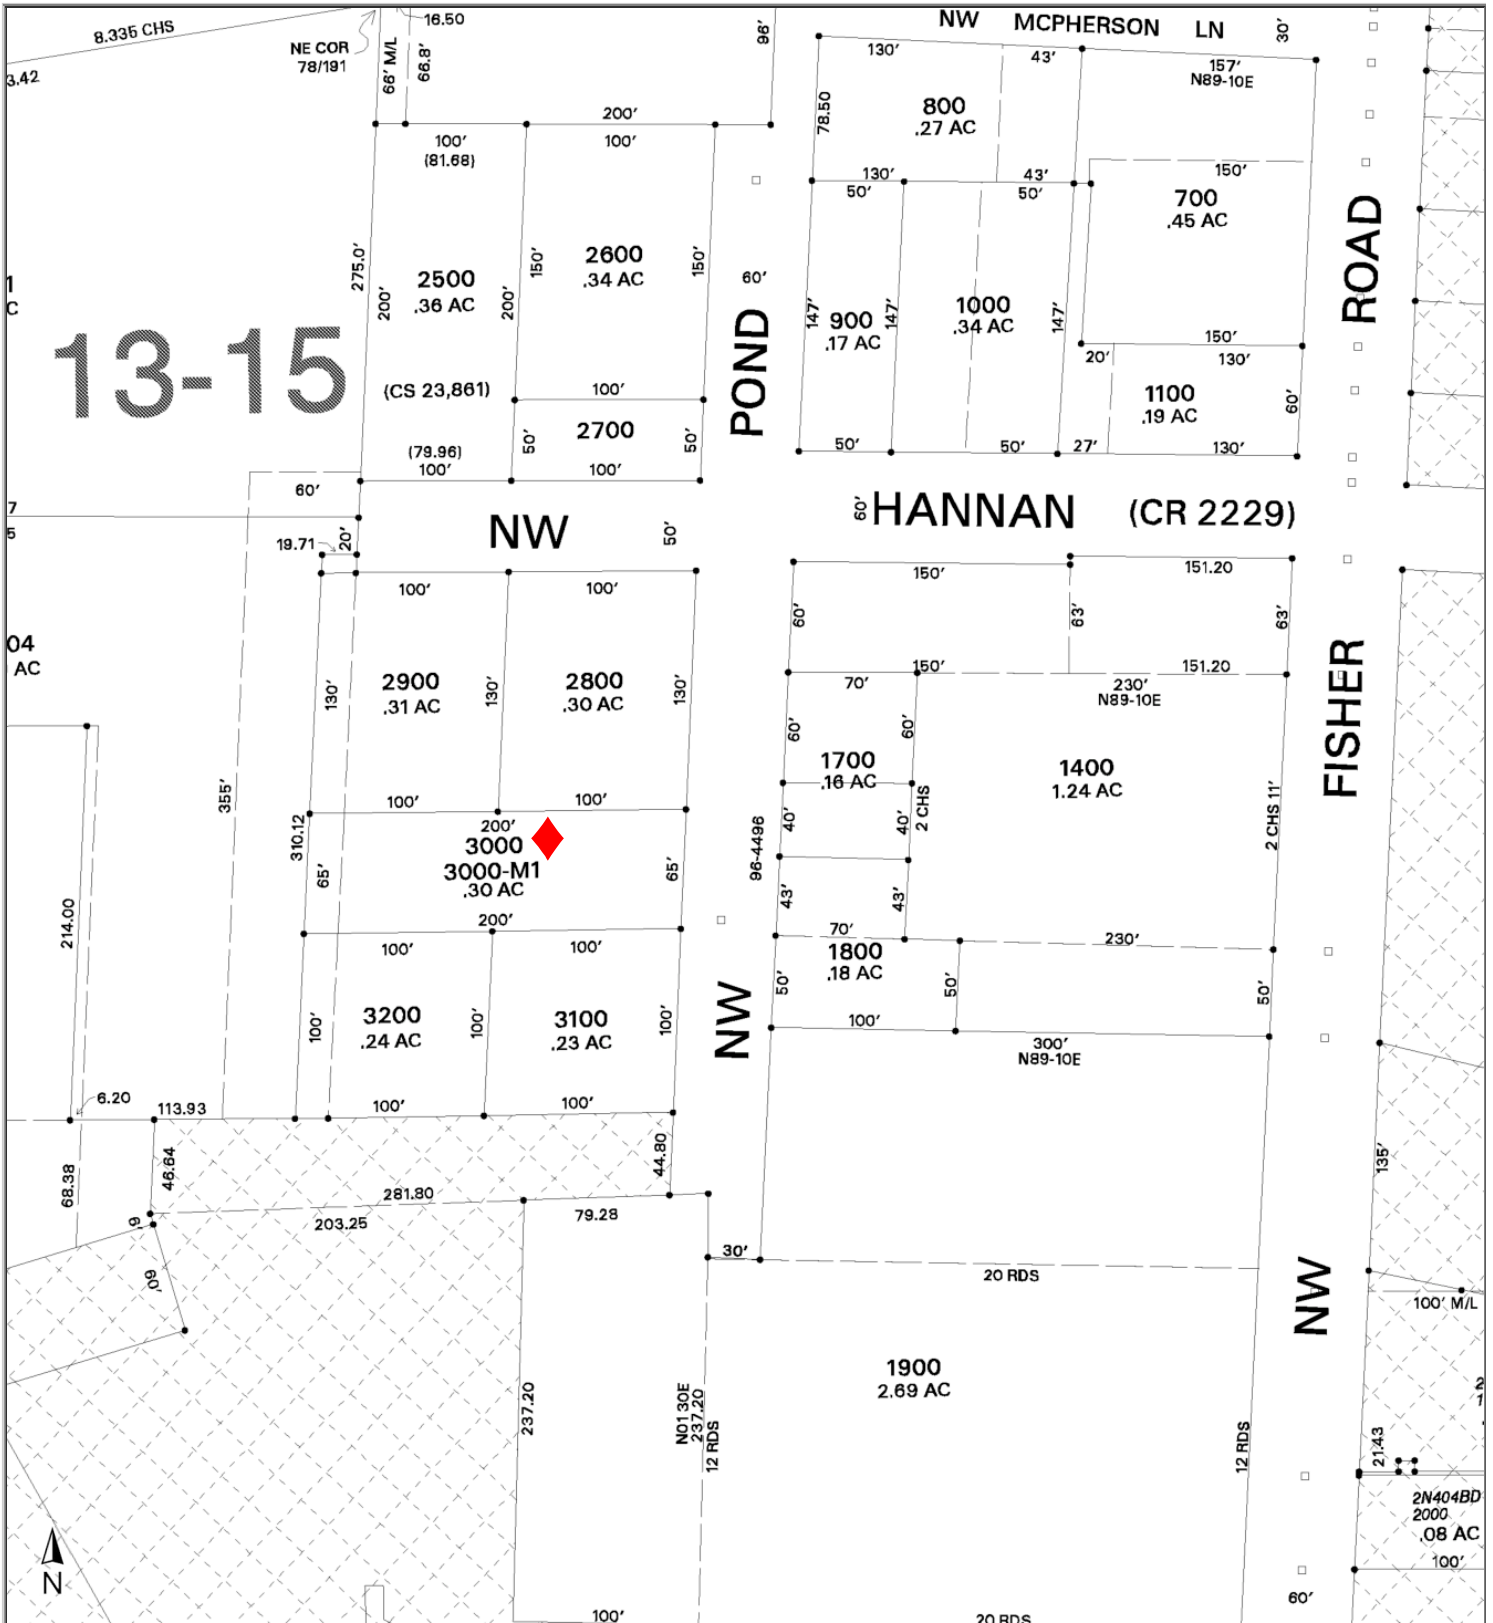 8.335 CHS
16.50
NE COR
78/191
66' M/L
66.8'
3.42
96'
NW MCPHERSON LN
30'
130'
43'
157'
N89-10E
800
.27 AC
78.50
200'
100'
(81.68)
100'
130'
50'
43'
50'
150'
700
.45 AC
ROAD
275.0'
200'
2500
.36 AC
200'
150'
2600
.34 AC
150'
60'
POND
147'
900
.17 AC
147'
1000
.34 AC
147'
150'
20'
130'
1100
.19 AC
60'
1
C
13-15
(CS 23,861)
100'
50'
2700
50'
(79.96)
100'
100'
50'
50'
27'
130'
60'
7
5
NW
50'
60'
HANNAN (CR 2229)
19.71
20'
100'
100'
150'
151.20
60'
63'
63'
04
AC
130'
2900
.31 AC
130'
2800
.30 AC
130'
150'
151.20
70'
230'
N89-10E
FISHER
60'
60'
1700
.16 AC
1400
1.24 AC
355'
100'
100'
2 CHS
2 CHS 11'
310.12
200'
3000
3000-M1
.30 AC
65'
65'
96-4496
40'
40'
43'
43'
200'
214.00
100'
100'
70'
230'
1800
.18 AC
50'
50'
50'
100'
3200
.24 AC
100'
3100
.23 AC
100'
NW
100'
300'
N89-10E
6.20
113.93
100'
100'
68.38
46.64
44.80
135'
281.80
203.25
79.28
6'
60'
30'
20 RDS
NW
100' M/L
1900
2.69 AC
237.20
N01 30E
237.20
12 RDS
12 RDS
21.43
2
1
2N404BD
2000
.08 AC
100'
N
60'
100'
20 RDS